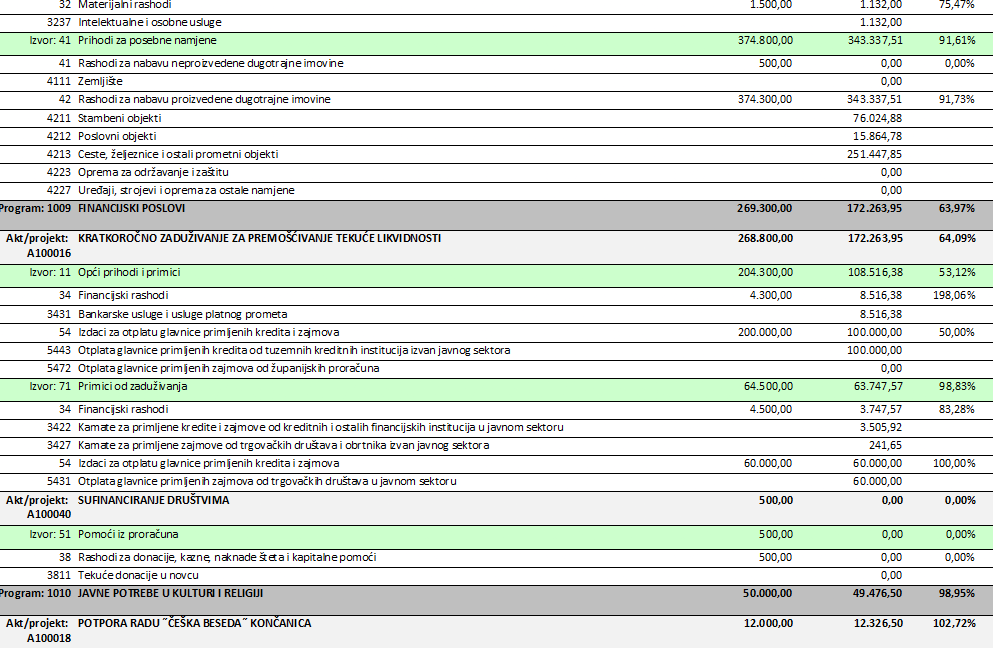 32 Materijalni rashodi 1.500,00 1.132,00 75,47%
3237 Intelektualne i osobne usluge 1.132,00
Izvor: 41 Prihodi za posebne namjene 374.800,00 343.337,51 91,61%
41 Rashodi za nabavu neproizvedene dugotrajne imovine 500,00 0,00 0,00%
4111 Zemljište 0,00
42 Rashodi za nabavu proizvedene dugotrajne imovine 374.300,00 343.337,51 91,73%
4211 Stambeni objekti 76.024,88
4212 Poslovni objekti 15.864,78
4213 Ceste, željeznice i ostali prometni objekti 251.447,85
4223 Oprema za održavanje i zaštitu 0,00
4227 Uređaji, strojevi i oprema za ostale namjene 0,00
Program: 1009 FINANCIJSKI POSLOVI 269.300,00 172.263,95 63,97%
Akt/projekt: KRATKOROČNO ZADUŽIVANJE ZA PREMOŠĆIVANJE TEKUĆE LIKVIDNOSTI 268.800,00 172.263,95 64,09%
A100016
Izvor: 11 Opći prihodi i primici 204.300,00 108.516,38 53,12%
34 Financijski rashodi 4.300,00 8.516,38 198,06%
3431 Bankarske usluge i usluge platnog prometa 8.516,38
54 Izdaci za otplatu glavnice primljenih kredita i zajmova 200.000,00 100.000,00 50,00%
5443 Otplata glavnice primljenih kredita od tuzemnih kreditnih institucija izvan javnog sektora 100.000,00
5472 Otplata glavnice primljenih zajmova od županijskih proračuna 0,00
Izvor: 71 Primici od zaduživanja 64.500,00 63.747,57 98,83%
34 Financijski rashodi 4.500,00 3.747,57 83,28%
3422 Kamate za primljene kredite i zajmove od kreditnih i ostalih financijskih institucija u javnom sektoru 3.505,92
3427 Kamate za primljene zajmove od trgovačkih društava i obrtnika izvan javnog sektora 241,65
54 Izdaci za otplatu glavnice primljenih kredita i zajmova 60.000,00 60.000,00 100,00%
5431 Otplata glavnice primljenih zajmova od trgovačkih društava u javnom sektoru 60.000,00
Akt/projekt: SUFINANCIRANJE DRUŠTVIMA 500,00 0,00 0,00%
A100040
Izvor: 51 Pomoći iz proračuna 500,00 0,00 0,00%
38 Rashodi za donacije, kazne, naknade šteta i kapitalne pomoći 500,00 0,00 0,00%
3811 Tekuće donacije u novcu 0,00
Program: 1010 JAVNE POTREBE U KULTURI I RELIGIJI 50.000,00 49.476,50 98,95%
Akt/projekt: POTPORA RADU ˝ČEŠKA BESEDA˝ KONČANICA 12.000,00 12.326,50 102,72%
A100018